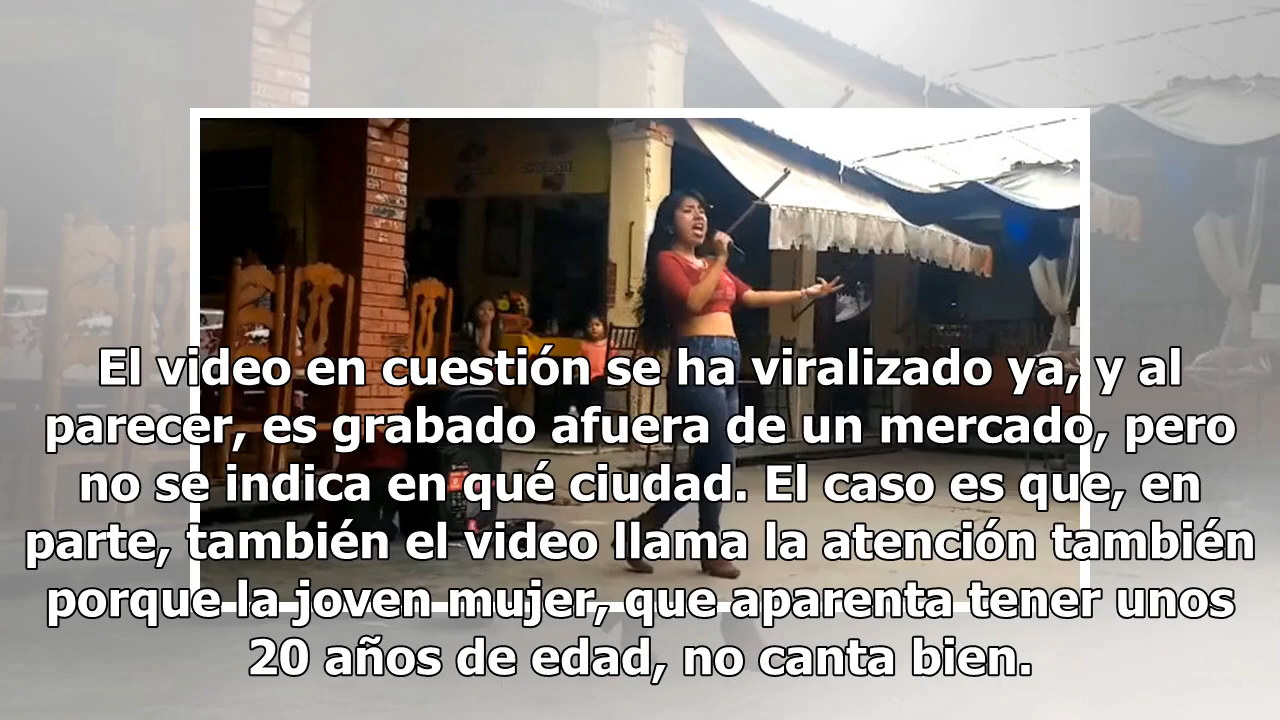 El video en cuestión se ha viralizado ya, y al
parecer, es grabado afuera de un mercado, pero
no se indica en qué ciudad. El caso es que, en
parte, también el video llama la atención también
porque la joven mujer, que aparenta tener unos
20 años de edad, no canta bien.